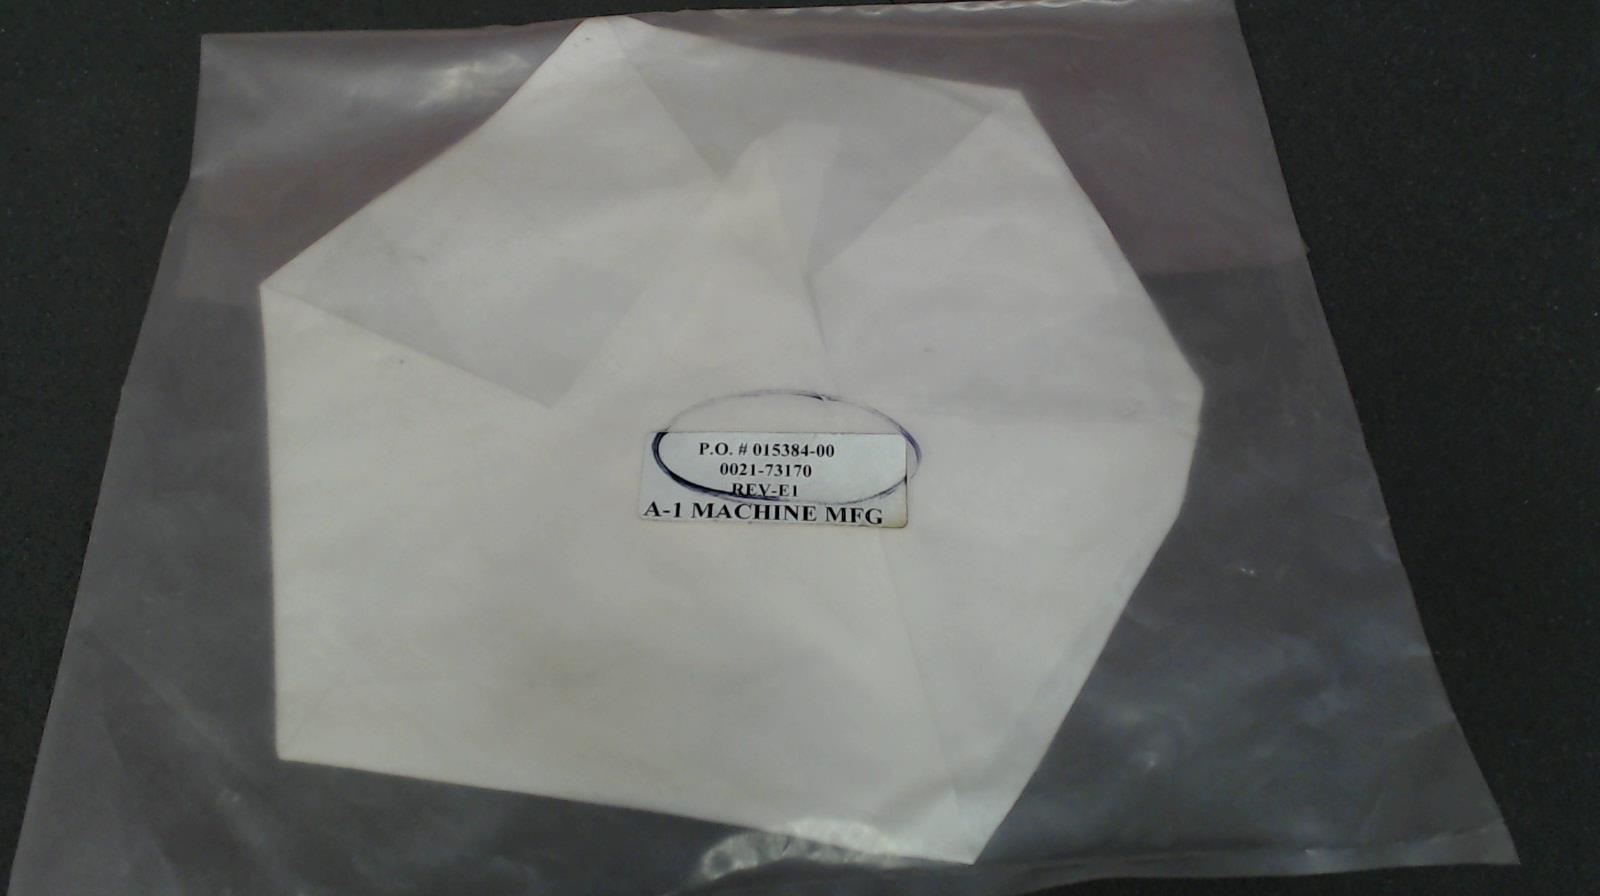 P.O. # 015384-00
0021-73170
REV-E1
A-1 MACHINE MFG